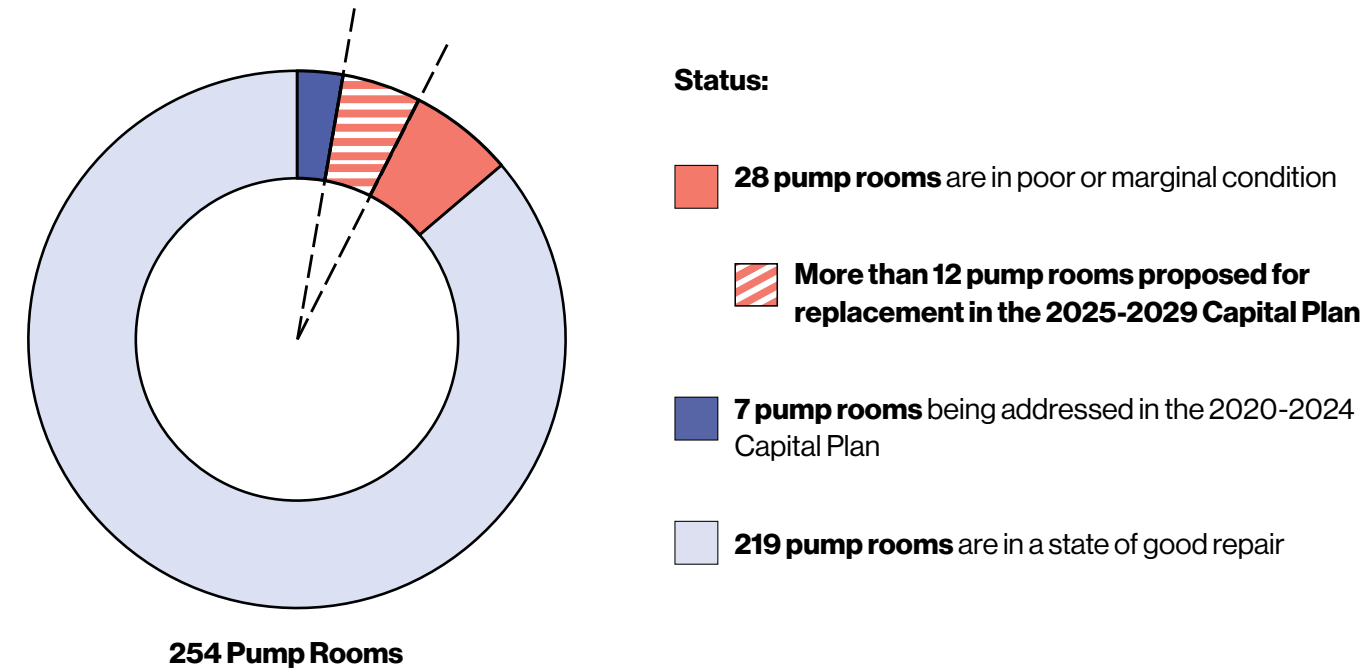 Status:
28 pump rooms are in poor or marginal condition
More than 12 pump rooms proposed for
replacement in the 2025-2029 Capital Plan
7 pump rooms being addressed in the 2020-2024
Capital Plan
219 pump rooms are in a state of good repair
254 Pump Rooms